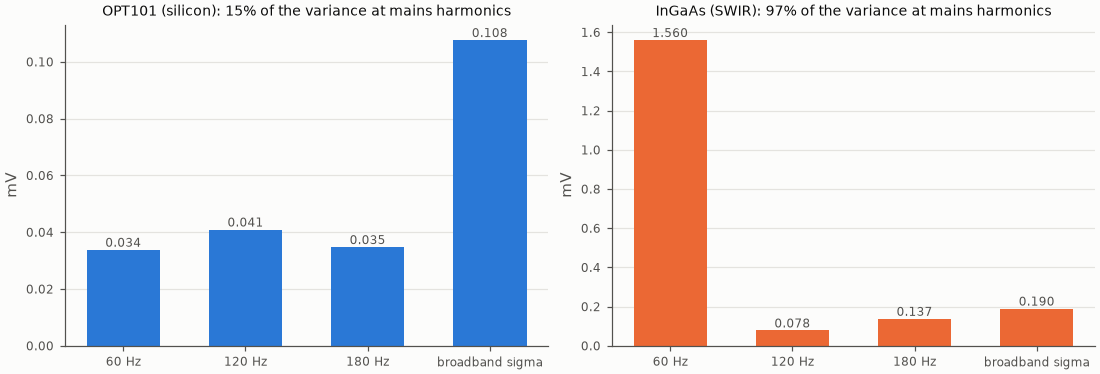 OPT101 (silicon): 15% of the variance at mains harmonics
mV
0.10
0.08
0.06
0.04
0.02
0.00
0.034
0.041
0.035
0.108
60 Hz
120 Hz
180 Hz
broadband sigma
InGaAs (SWIR): 97% of the variance at mains harmonics
mV
1.6
1.4
1.2
1.0
0.8
0.6
0.4
0.2
0.0
1.560
0.078
0.137
0.190
60 Hz
120 Hz
180 Hz
broadband sigma